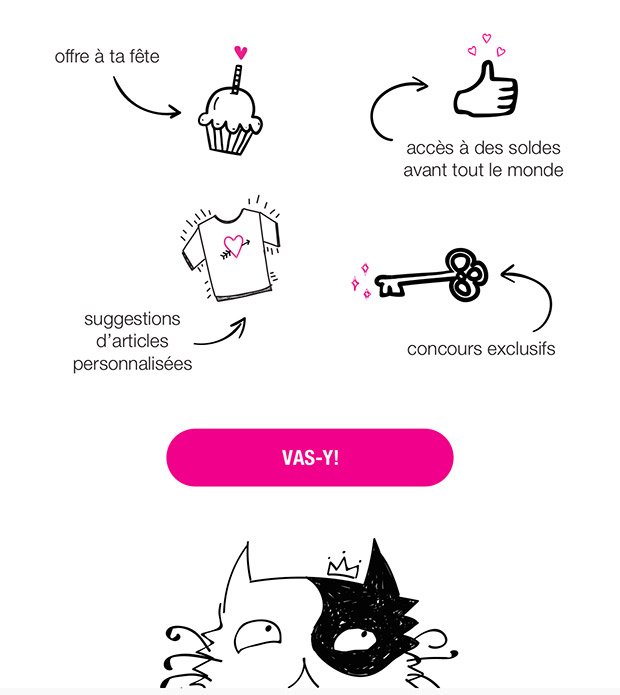 offre à ta fête
accès à des soldes
avant tout le monde
suggestions
d’articles
personnalisées
concours exclusifs
VAS-Y!